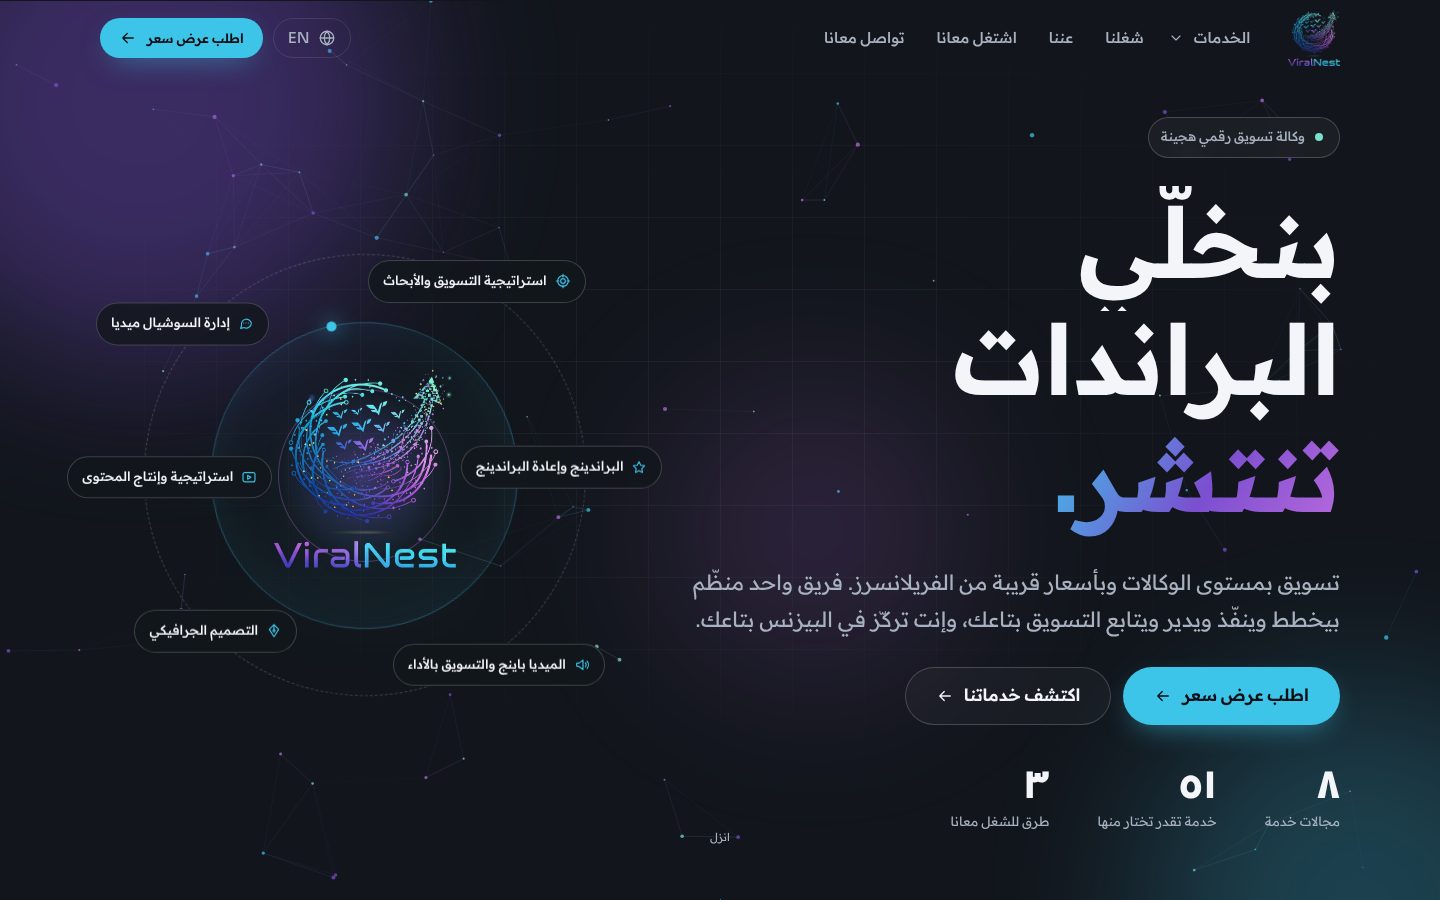 ViralNest
الخدمات
شغلنا
عننا
اشتغل معانا
تواصل معانا
EN
اطلب عرض سعر
وكالة تسويق رقمي هجينة
بنخلّي
البراندات
تنتشر.
تسويق بمستوى الوكالات وبأسعار قريبة من الفريلانسرز. فريق واحد منظّم
بيخطط وينفّذ ويدير ويتابع التسويق بتاعك، وإنت تركّز في البيزنس بتاعك.
اطلب عرض سعر
اكتشف خدماتنا
٨
مجالات خدمة
٥١
خدمة تقدر تختار منها
٣
طرق للشغل معانا
استراتيجية التسويق والأبحاث
إدارة السوشيال ميديا
البراندينج وإعادة البراندينج
استراتيجية وإنتاج المحتوى
ViralNest
التصميم الجرافيكي
الميديا باينج والتسويق بالأداء
انزل